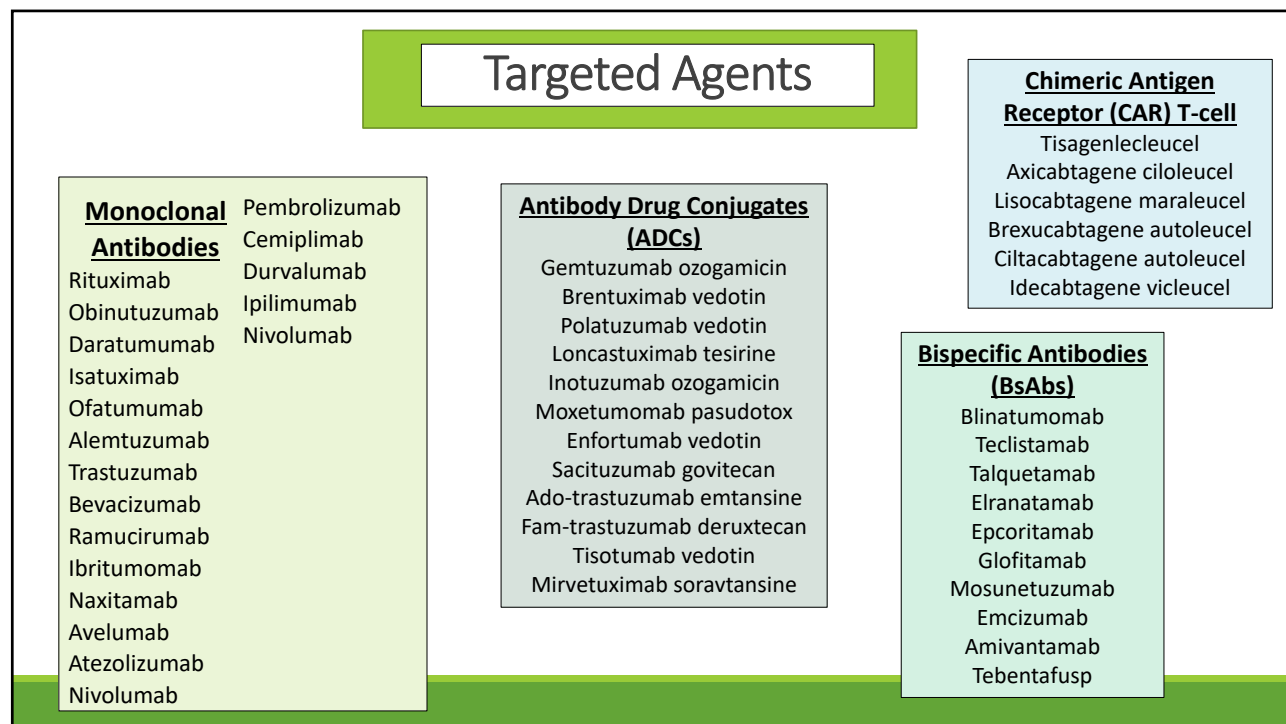 Targeted Agents
Monoclonal
Antibodies
Rituximab
Obinutuzumab
Daratumumab
Isatuximab
Ofatumumab
Alemtuzumab
Trastuzumab
Bevacizumab
Ramucirumab
Ibritumomab
Naxitamab
Avelumab
Atezolizumab
Nivolumab
Pembrolizumab
Cemiplimab
Durvalumab
Ipilimumab
Nivolumab
Antibody Drug Conjugates
(ADCs)
Gemtuzumab ozogamicin
Brentuximab vedotin
Polatuzumab vedotin
Loncastuximab tesirine
Inotuzumab ozogamicin
Moxetumomab pasudotox
Enfortumab vedotin
Sacituzumab govitecan
Ado-trastuzumab emtansine
Fam-trastuzumab deruxtecan
Tisotumab vedotin
Mirvetuximab soravtansine
Chimeric Antigen
Receptor (CAR) T-cell
Tisagenlecleucel
Axicabtagene ciloleucel
Lisocabtagene maraleucel
Brexucabtagene autoleucel
Ciltacabtagene autoleucel
Idecabtagene vicleucel
Bispecific Antibodies
(BsAbs)
Blinatumomab
Teclistamab
Talquetamab
Elranatamab
Epcoritamab
Glofitamab
Mosunetuzumab
Emcizumab
Amivantamab
Tebentafusp